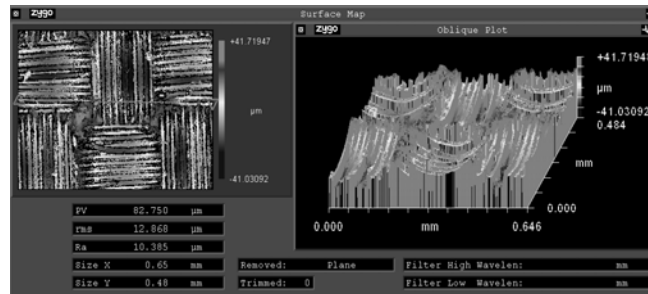 Surface Map
zygo
+41.71947
µm
-41.03092
zygo
Oblique Plot
+41.71948
µm
-41.03092
0.484
mm
0.000
0.000
mm
0.646
PV 82.750 µm
rms 12.868 µm
Ra 10.385 µm
Size X 0.65 mm
Size Y 0.48 mm
Removed: Plane
Trimmed: 0
Filter High Wavelen: mm
Filter Low Wavelen: mm